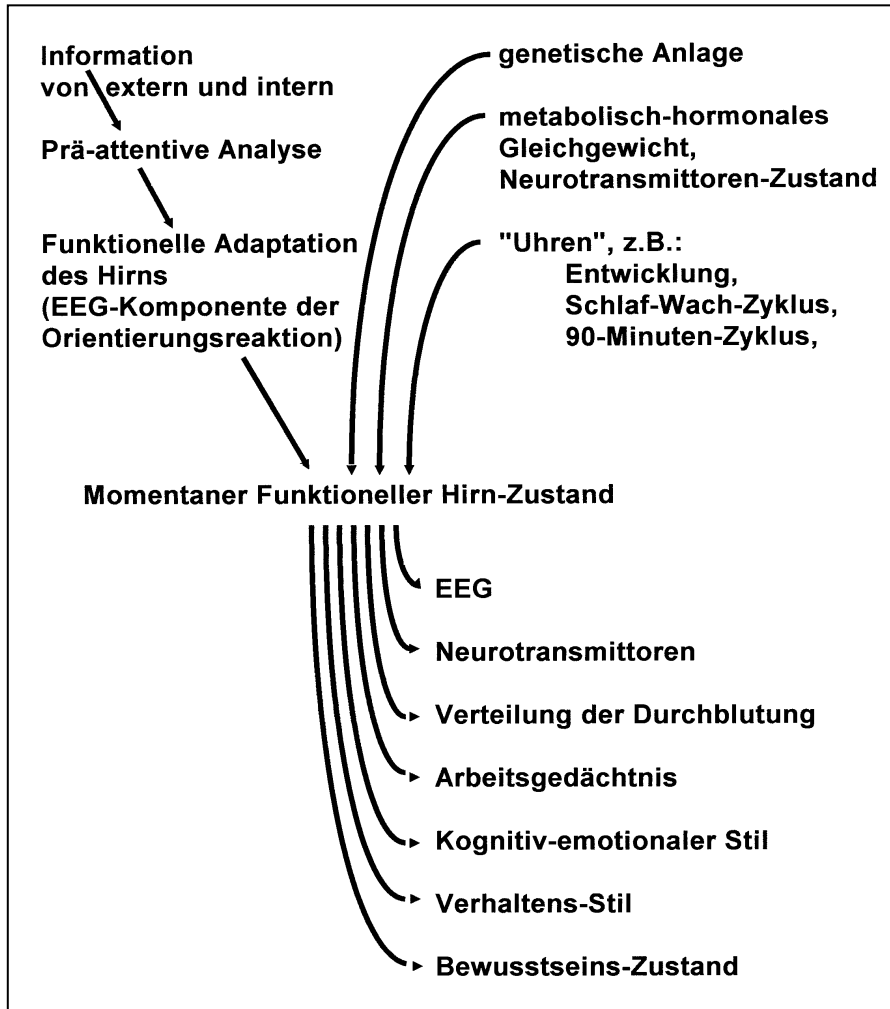 Information
von extern und intern
Prä-attentive Analyse
Funktionelle Adaptation
des Hirns
(EEG-Komponente der
Orientierungsreaktion)
genetische Anlage
metabolisch-hormonales
Gleichgewicht,
Neurotransmittoren-Zustand
"Uhren", z.B.:
Entwicklung,
Schlaf-Wach-Zyklus,
90-Minuten-Zyklus,
Momentaner Funktioneller Hirn-Zustand
EEG
Neurotransmittoren
Verteilung der Durchblutung
Arbeitsgedächtnis
Kognitiv-emotionaler Stil
Verhaltens-Stil
Bewusstseins-Zustand